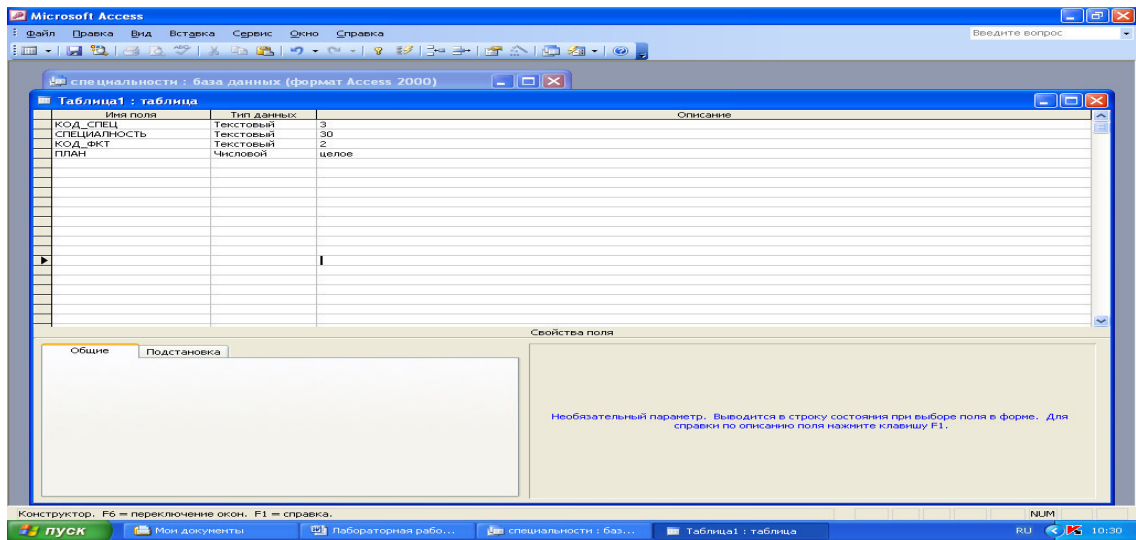 Microsoft Access
Файл Правка Вид Вставка Сервис Окно Справка Введите вопрос
специальности : база данных (формат Access 2000)
Таблица1 : таблица
Имя поля Тип данных Описание
КОД_СПЕЦ Текстовый 3
СПЕЦИАЛНОСТЬ Текстовый 30
КОД_ФКТ Текстовый 2
ПЛАН Числовой целое
Свойства поля
Общие Подстановка
Необязательный параметр. Выводится в строку состояния при выборе поля в форме. Для
справки по описанию поля нажмите клавишу F1.
Конструктор. F6 = переключение окон. F1 = справка. NUM
пуск Мои документы Лабораторная рабо... специальности : баз... Таблица1 : таблица RU 10:30